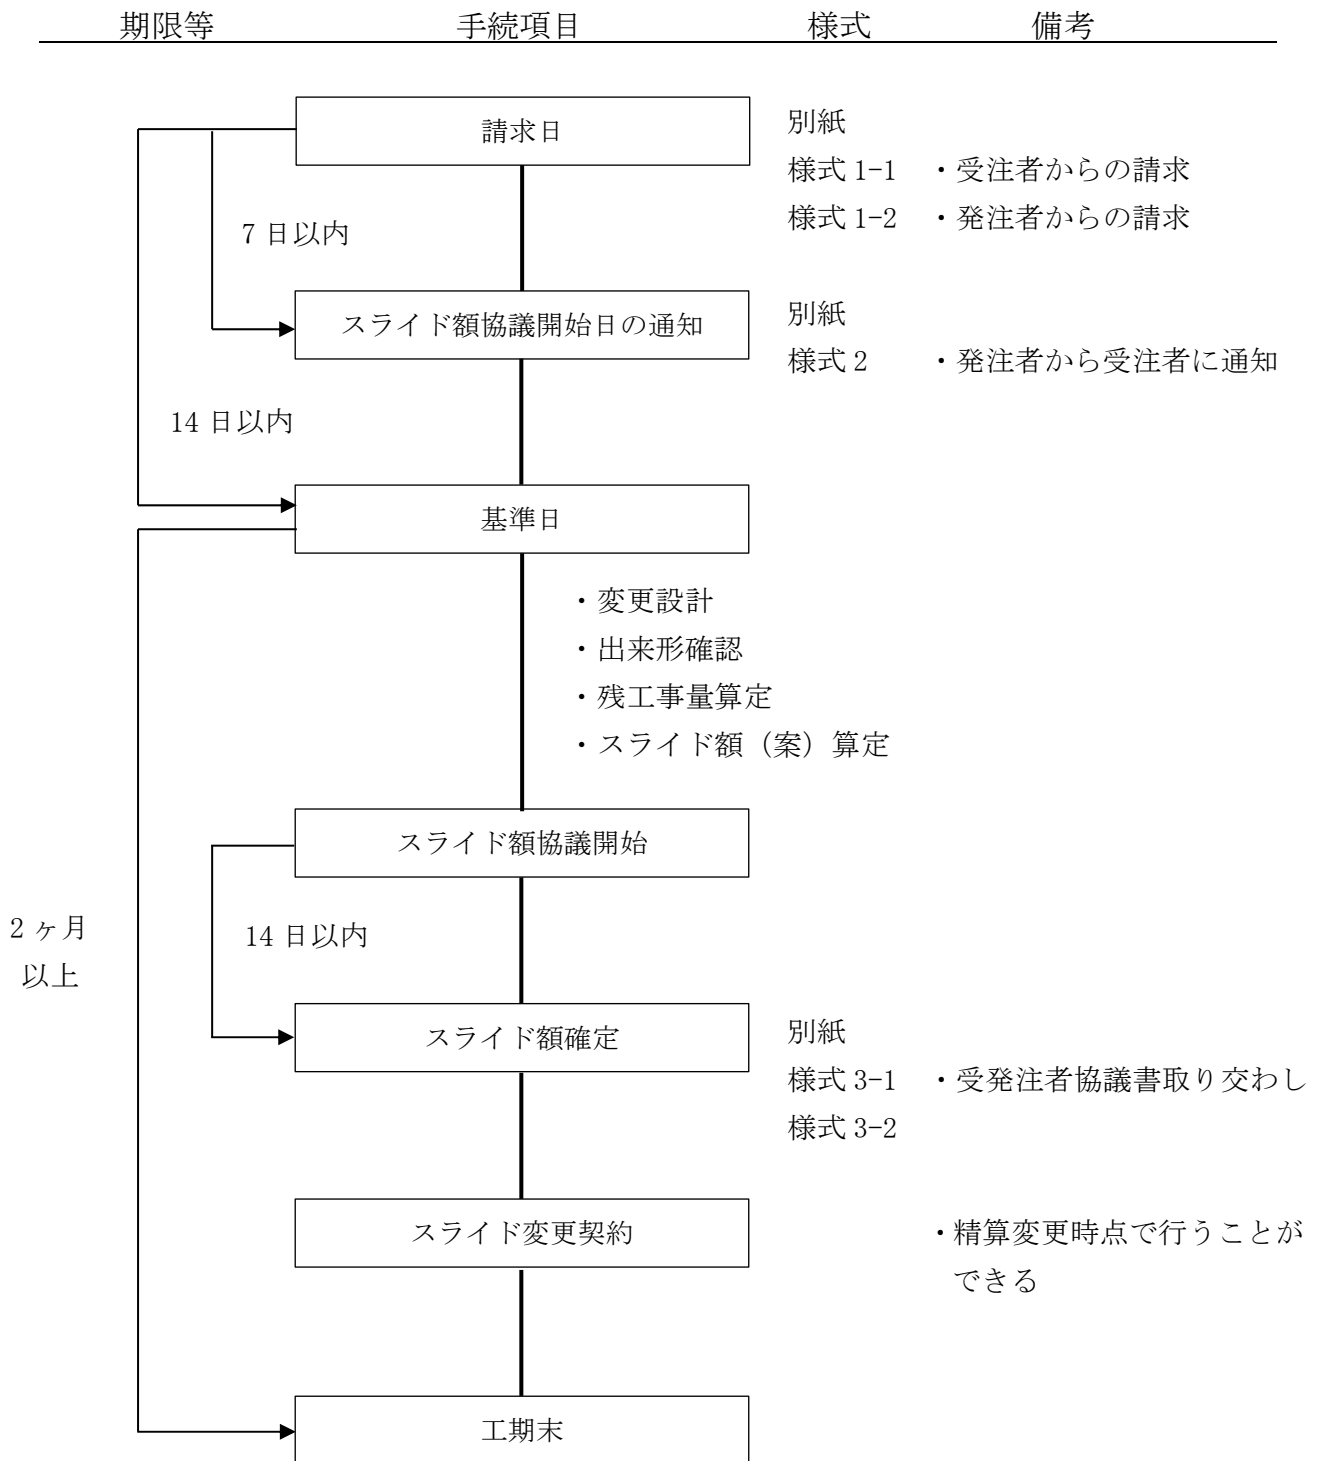 期限等 手続項目 様式 備考
請求日 別紙
様式 1-1 ・受注者からの請求
様式 1-2 ・発注者からの請求
7 日以内
スライド額協議開始日の通知 別紙
様式 2 ・発注者から受注者に通知
14 日以内
基準日
・変更設計
・出来形確認
・残工事量算定
・スライド額（案）算定
スライド額協議開始
2 ヶ月
以上
14 日以内
スライド額確定 別紙
様式 3-1 ・受発注者協議書取り交わし
様式 3-2
スライド変更契約 ・精算変更時点で行うことが
できる
工期末